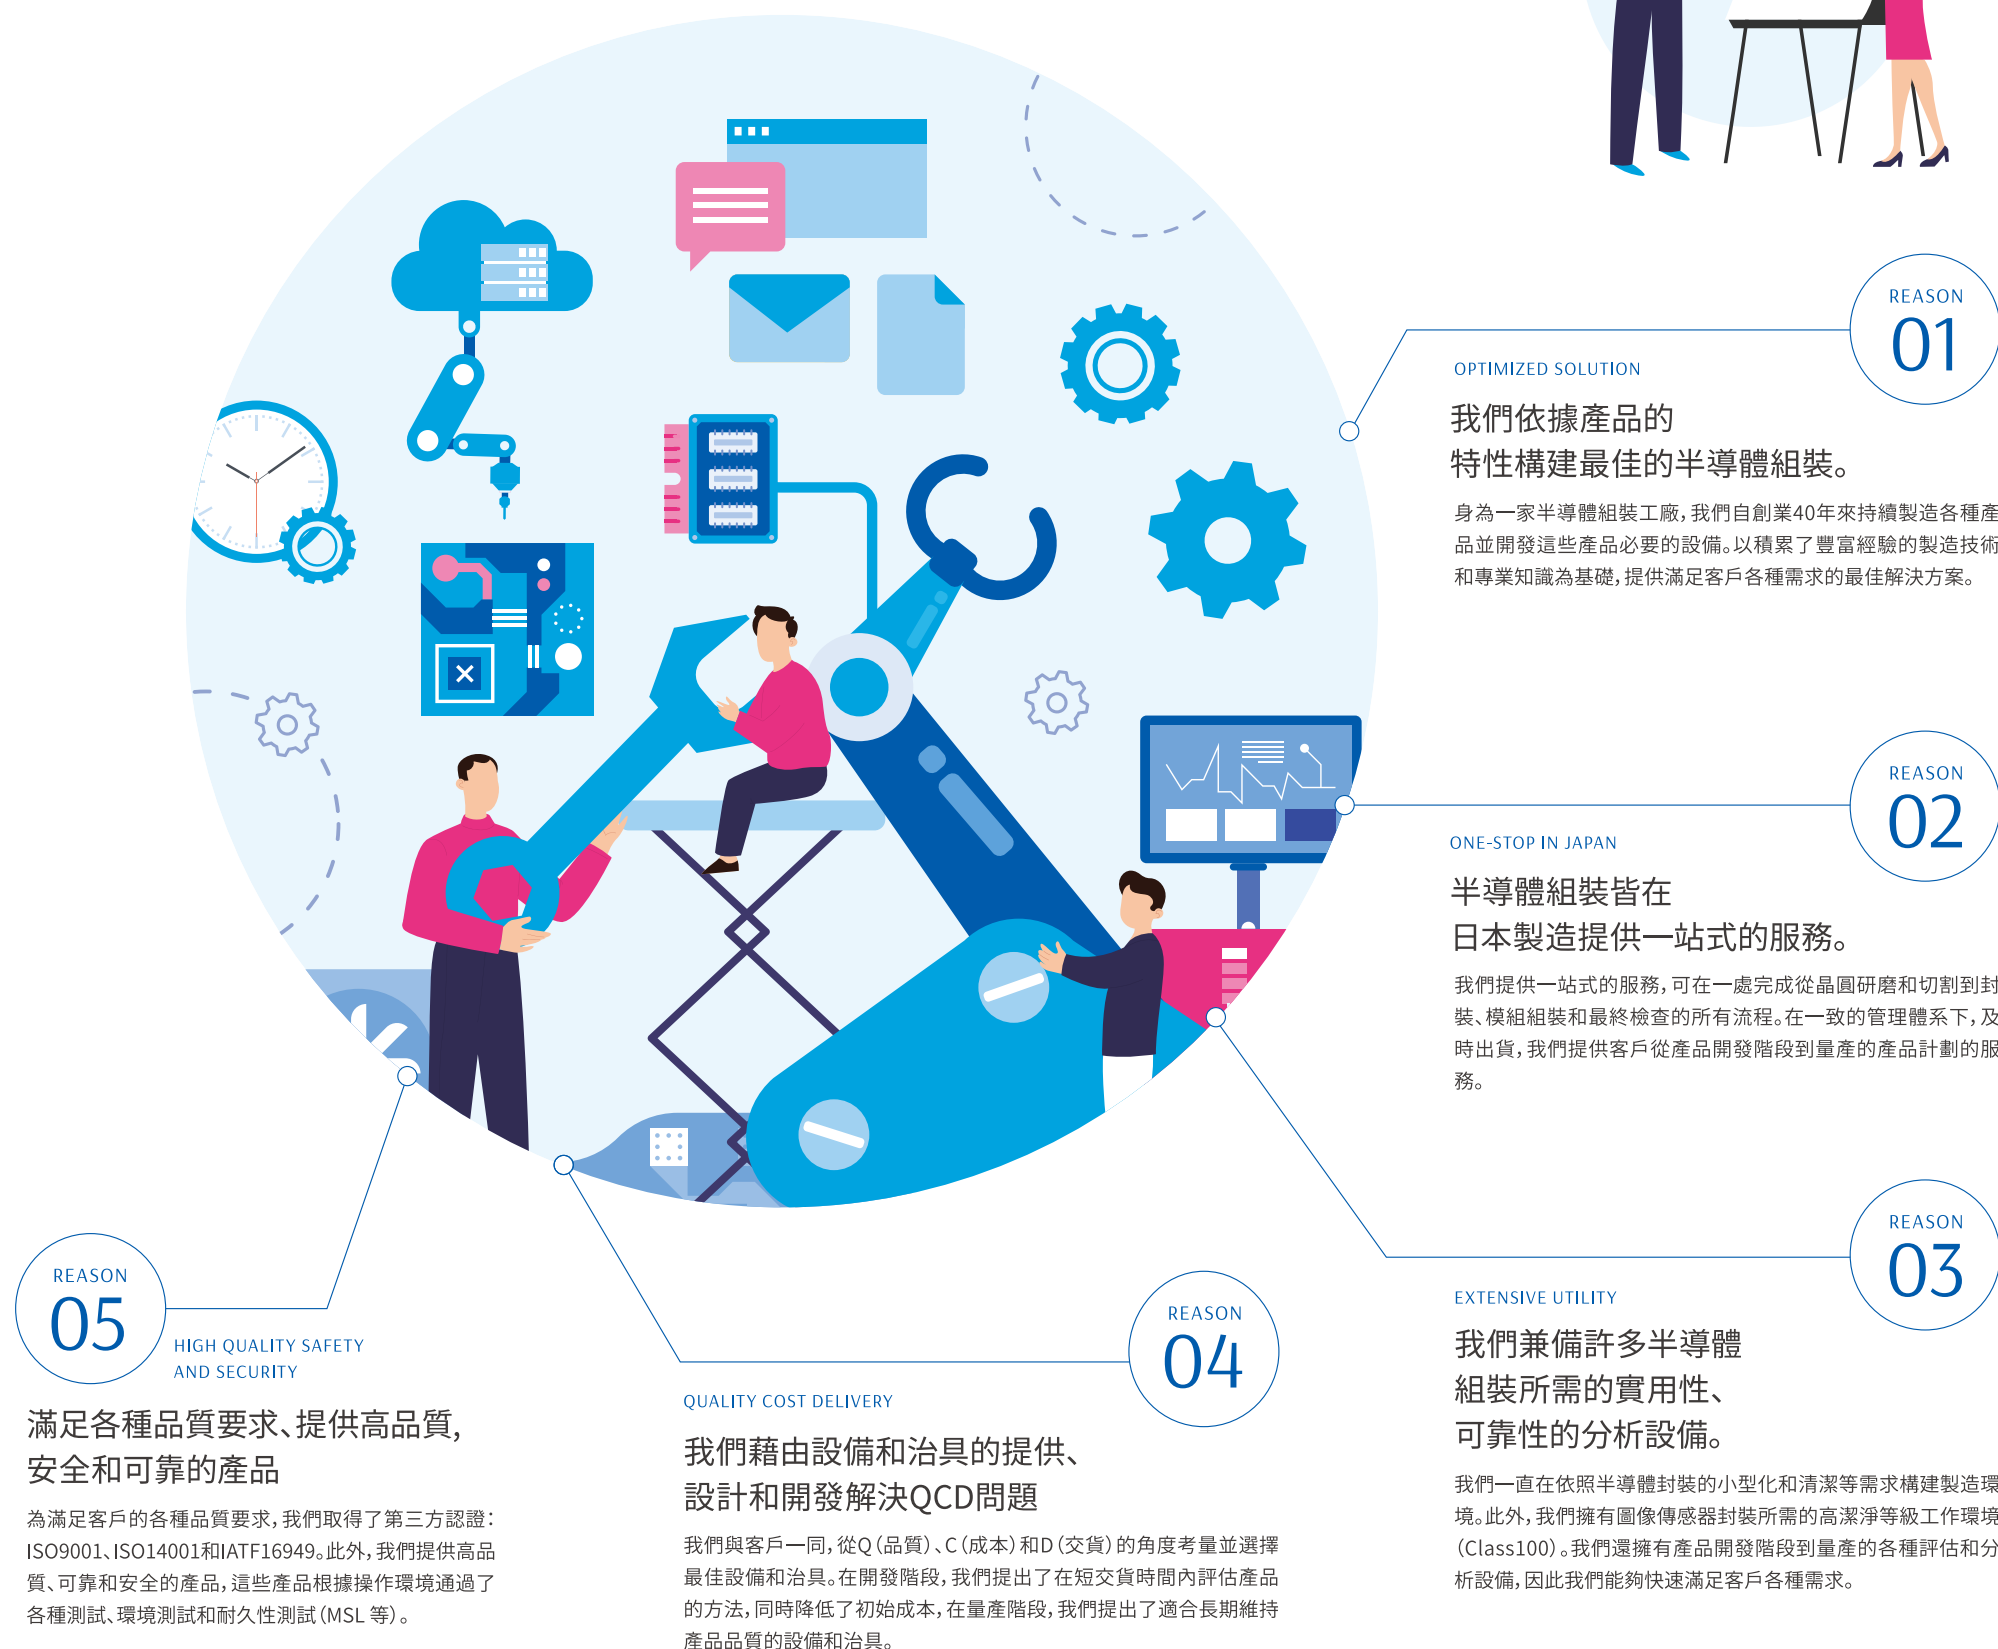 REASON
01
OPTIMIZED SOLUTION
我們依據產品的
特性構建最佳的半導體組裝。
身為一家半導體組裝工廠，我們自創業40年來持續製造各種產
品並開發這些產品必要的設備。以積累了豐富經驗的製造技術
和專業知識為基礎，提供滿足客戶各種需求的最佳解決方案。
REASON
02
ONE-STOP IN JAPAN
半導體組裝皆在
日本製造提供一站式的服務。
我們提供一站式的服務，可在一處完成從晶圓研磨和切割到封
裝、模組組裝和最終檢查的所有流程。在一致的管理體系下，及
時出貨，我們提供客戶從產品開發階段到量產的產品計劃的服
務。
REASON
03
EXTENSIVE UTILITY
我們兼備許多半導體
組裝所需的實用性、
可靠性的分析設備。
我們一直在依照半導體封裝的小型化和清潔等需求構建製造環
境。此外，我們擁有圖像傳感器封裝所需的高潔淨等級工作環境
（Class100）。我們還擁有產品開發階段到量產的各種評估和分
析設備，因此我們能夠快速滿足客戶各種需求。
REASON
04
QUALITY COST DELIVERY
我們藉由設備和治具的提供、
設計和開發解決QCD問題
我們與客戶一同，從Q（品質）、C（成本）和D（交貨）的角度考量並選擇
最佳設備和治具。在開發階段，我們提出了在短交貨時間內評估產品
的方法，同時降低了初始成本，在量產階段，我們提出了適合長期維持
產品品質的設備和治具。
REASON
05
HIGH QUALITY SAFETY
AND SECURITY
滿足各種品質要求、提供高品質，
安全和可靠的產品
為滿足客戶的各種品質要求，我們取得了第三方認證：
ISO9001、ISO14001和IATF16949。此外，我們提供高品
質、可靠和安全的產品，這些產品根據操作環境通過了
各種測試、環境測試和耐久性測試（MSL 等）。